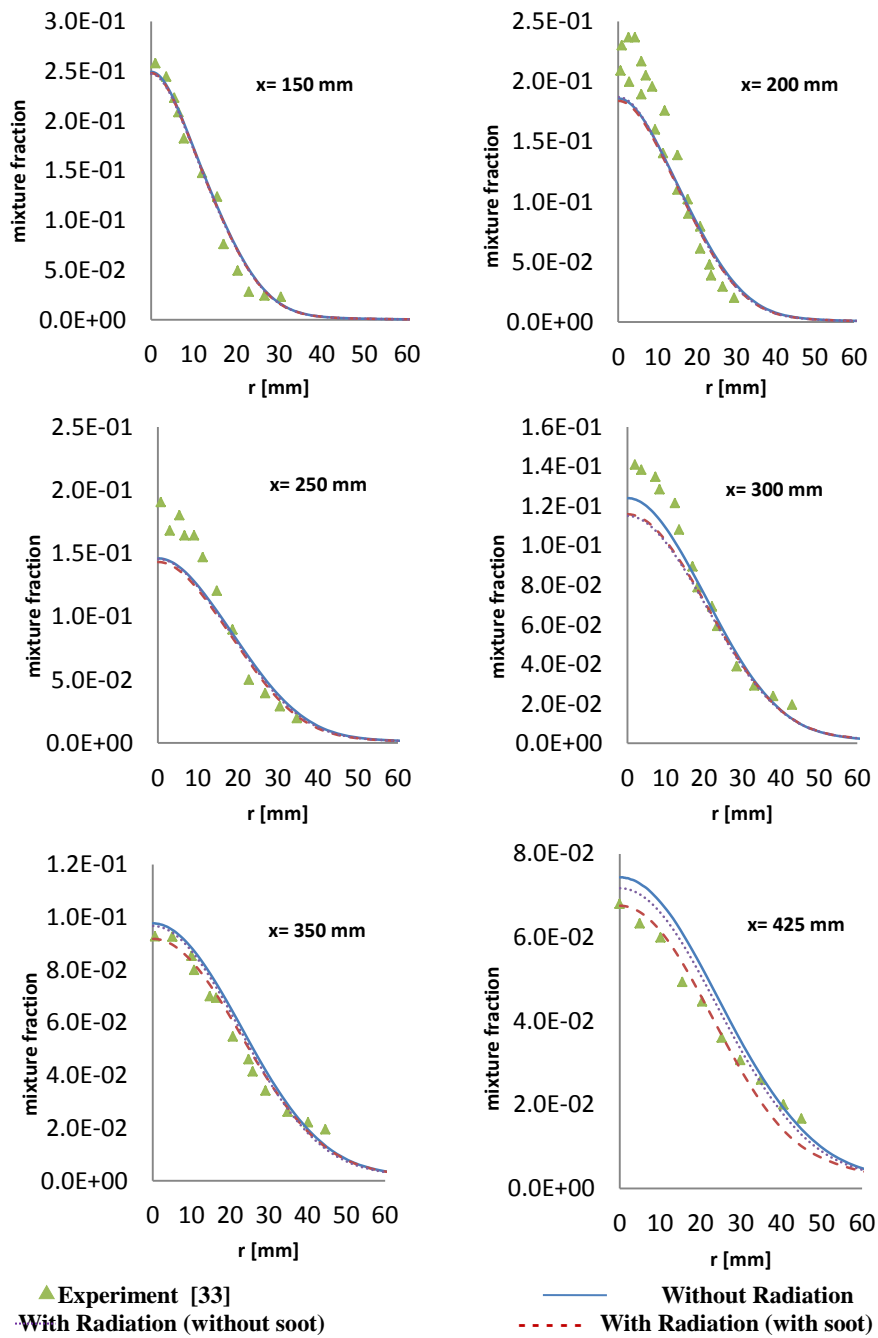 3.0E-01
2.5E-01
2.0E-01
1.5E-01
1.0E-01
5.0E-02
0.0E+00
mixture fraction
x= 150 mm
0 10 20 30 40 50 60
r [mm]
2.5E-01
2.0E-01
1.5E-01
1.0E-01
5.0E-02
0.0E+00
mixture fraction
x= 200 mm
0 10 20 30 40 50 60
r [mm]
2.5E-01
2.0E-01
1.5E-01
1.0E-01
5.0E-02
0.0E+00
mixture fraction
x= 250 mm
0 10 20 30 40 50 60
r [mm]
1.6E-01
1.4E-01
1.2E-01
1.0E-01
8.0E-02
6.0E-02
4.0E-02
2.0E-02
0.0E+00
mixture fraction
x= 300 mm
0 10 20 30 40 50 60
r [mm]
1.2E-01
1.0E-01
8.0E-02
6.0E-02
4.0E-02
2.0E-02
0.0E+00
mixture fraction
x= 350 mm
0 10 20 30 40 50 60
r [mm]
8.0E-02
6.0E-02
4.0E-02
2.0E-02
0.0E+00
mixture fraction
x= 425 mm
0 10 20 30 40 50 60
r [mm]
Experiment [33]
Without Radiation
With Radiation (without soot)
With Radiation (with soot)